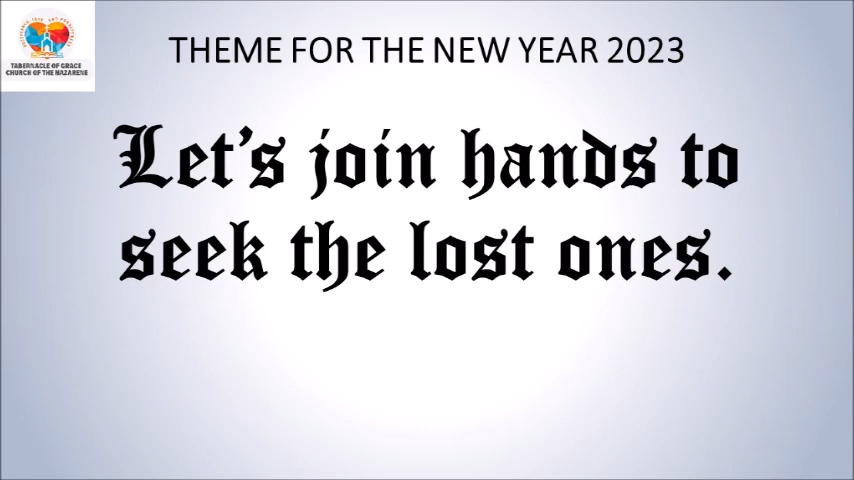 TABERNACLE OF GRACE
CHURCH OF THE NAZARENE
THEME FOR THE NEW YEAR 2023
Let's join hands to
seek the lost ones.